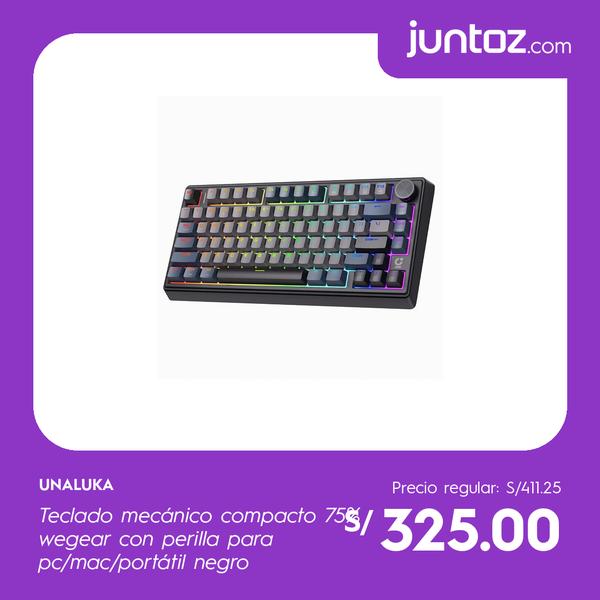 juntoz.com
UNALUKA
Teclado mecánico compacto 75%
wegear con perilla para
pc/mac/portátil negro
Precio regular: S/411.25
S/ 325.00